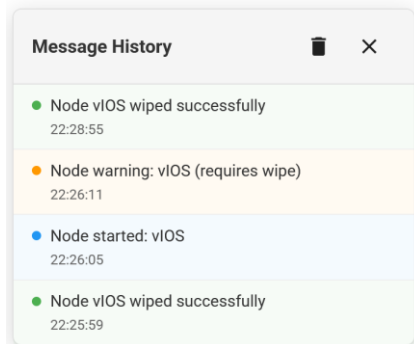 Message History
Node vIOS wiped successfully
22:28:55
Node warning: vIOS (requires wipe)
22:26:11
Node started: vIOS
22:26:05
Node vIOS wiped successfully
22:25:59